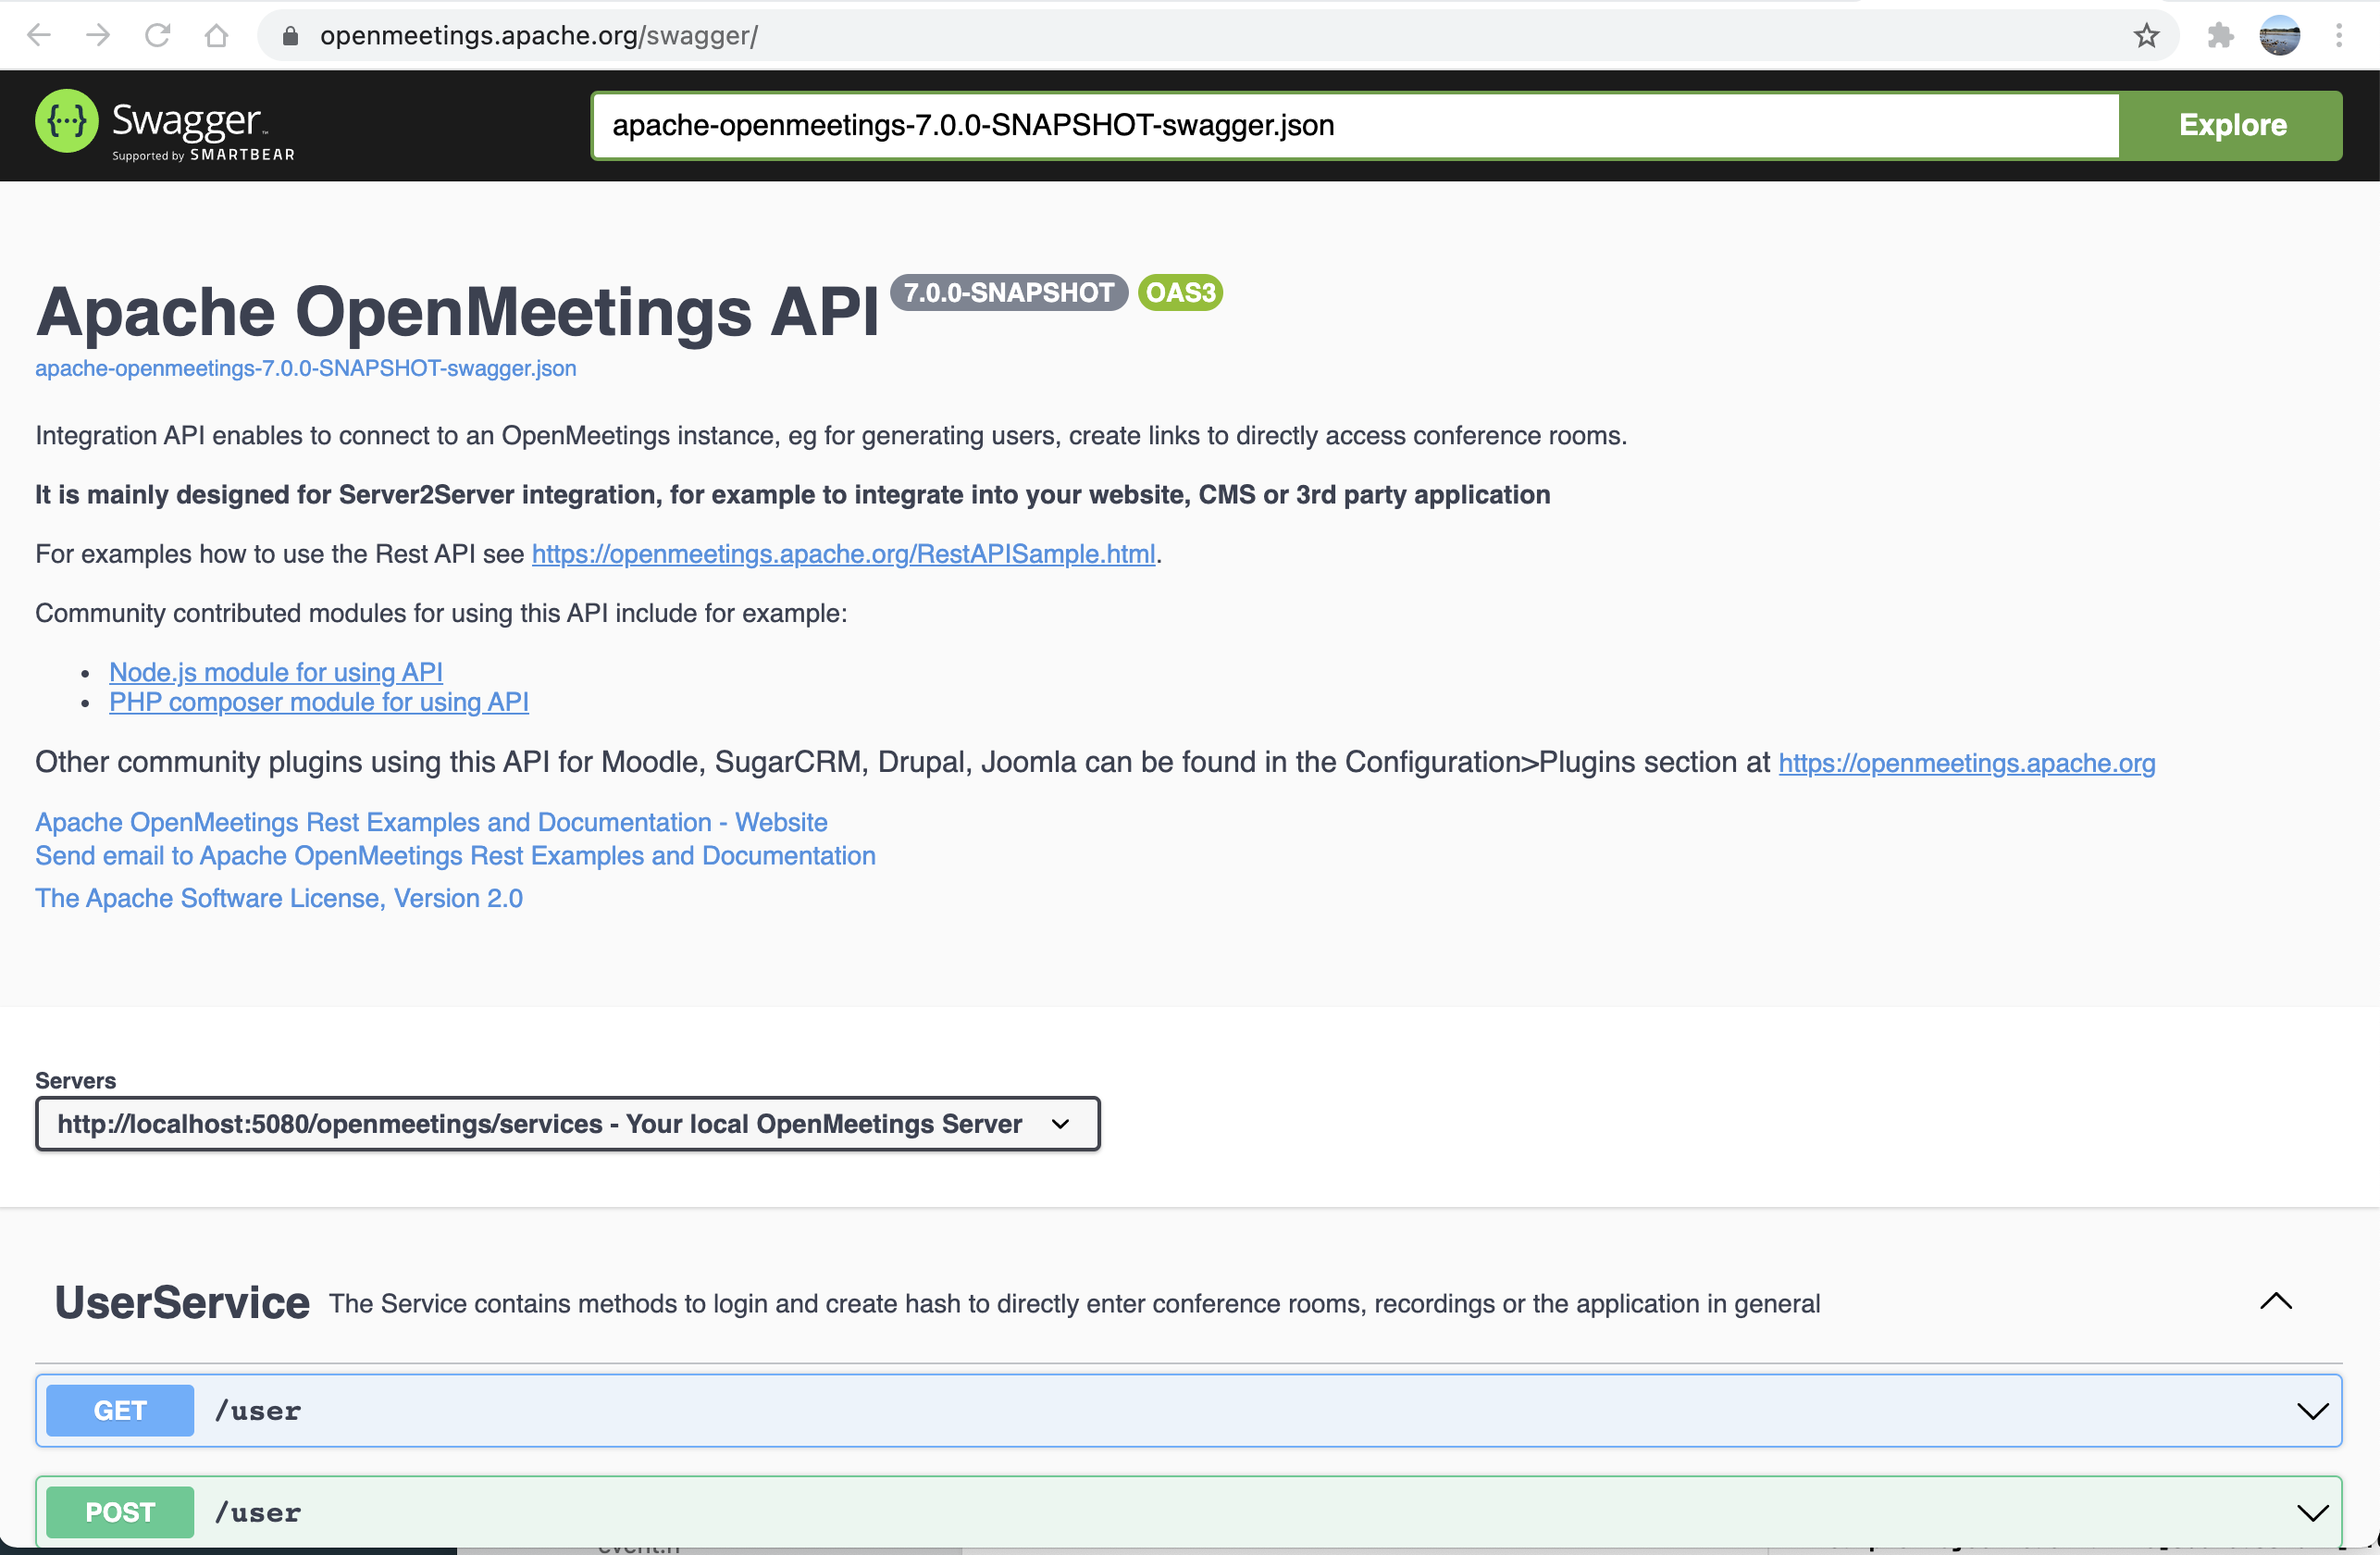 openmeetings.apache.org/swagger/
{...} Swagger™
Supported by SMARTBEAR
apache-openmeetings-7.0.0-SNAPSHOT-swagger.json
Explore
Apache OpenMeetings API 7.0.0-SNAPSHOT OAS3
apache-openmeetings-7.0.0-SNAPSHOT-swagger.json
Integration API enables to connect to an OpenMeetings instance, eg for generating users, create links to directly access conference rooms.
It is mainly designed for Server2Server integration, for example to integrate into your website, CMS or 3rd party application
For examples how to use the Rest API see https://openmeetings.apache.org/RestAPISample.html.
Community contributed modules for using this API include for example:
• Node.js module for using API
• PHP composer module for using API
Other community plugins using this API for Moodle, SugarCRM, Drupal, Joomla can be found in the Configuration>Plugins section at https://openmeetings.apache.org
Apache OpenMeetings Rest Examples and Documentation - Website
Send email to Apache OpenMeetings Rest Examples and Documentation
The Apache Software License, Version 2.0
Servers
http://localhost:5080/openmeetings/services - Your local OpenMeetings Server
UserService The Service contains methods to login and create hash to directly enter conference rooms, recordings or the application in general
GET /user
POST /user